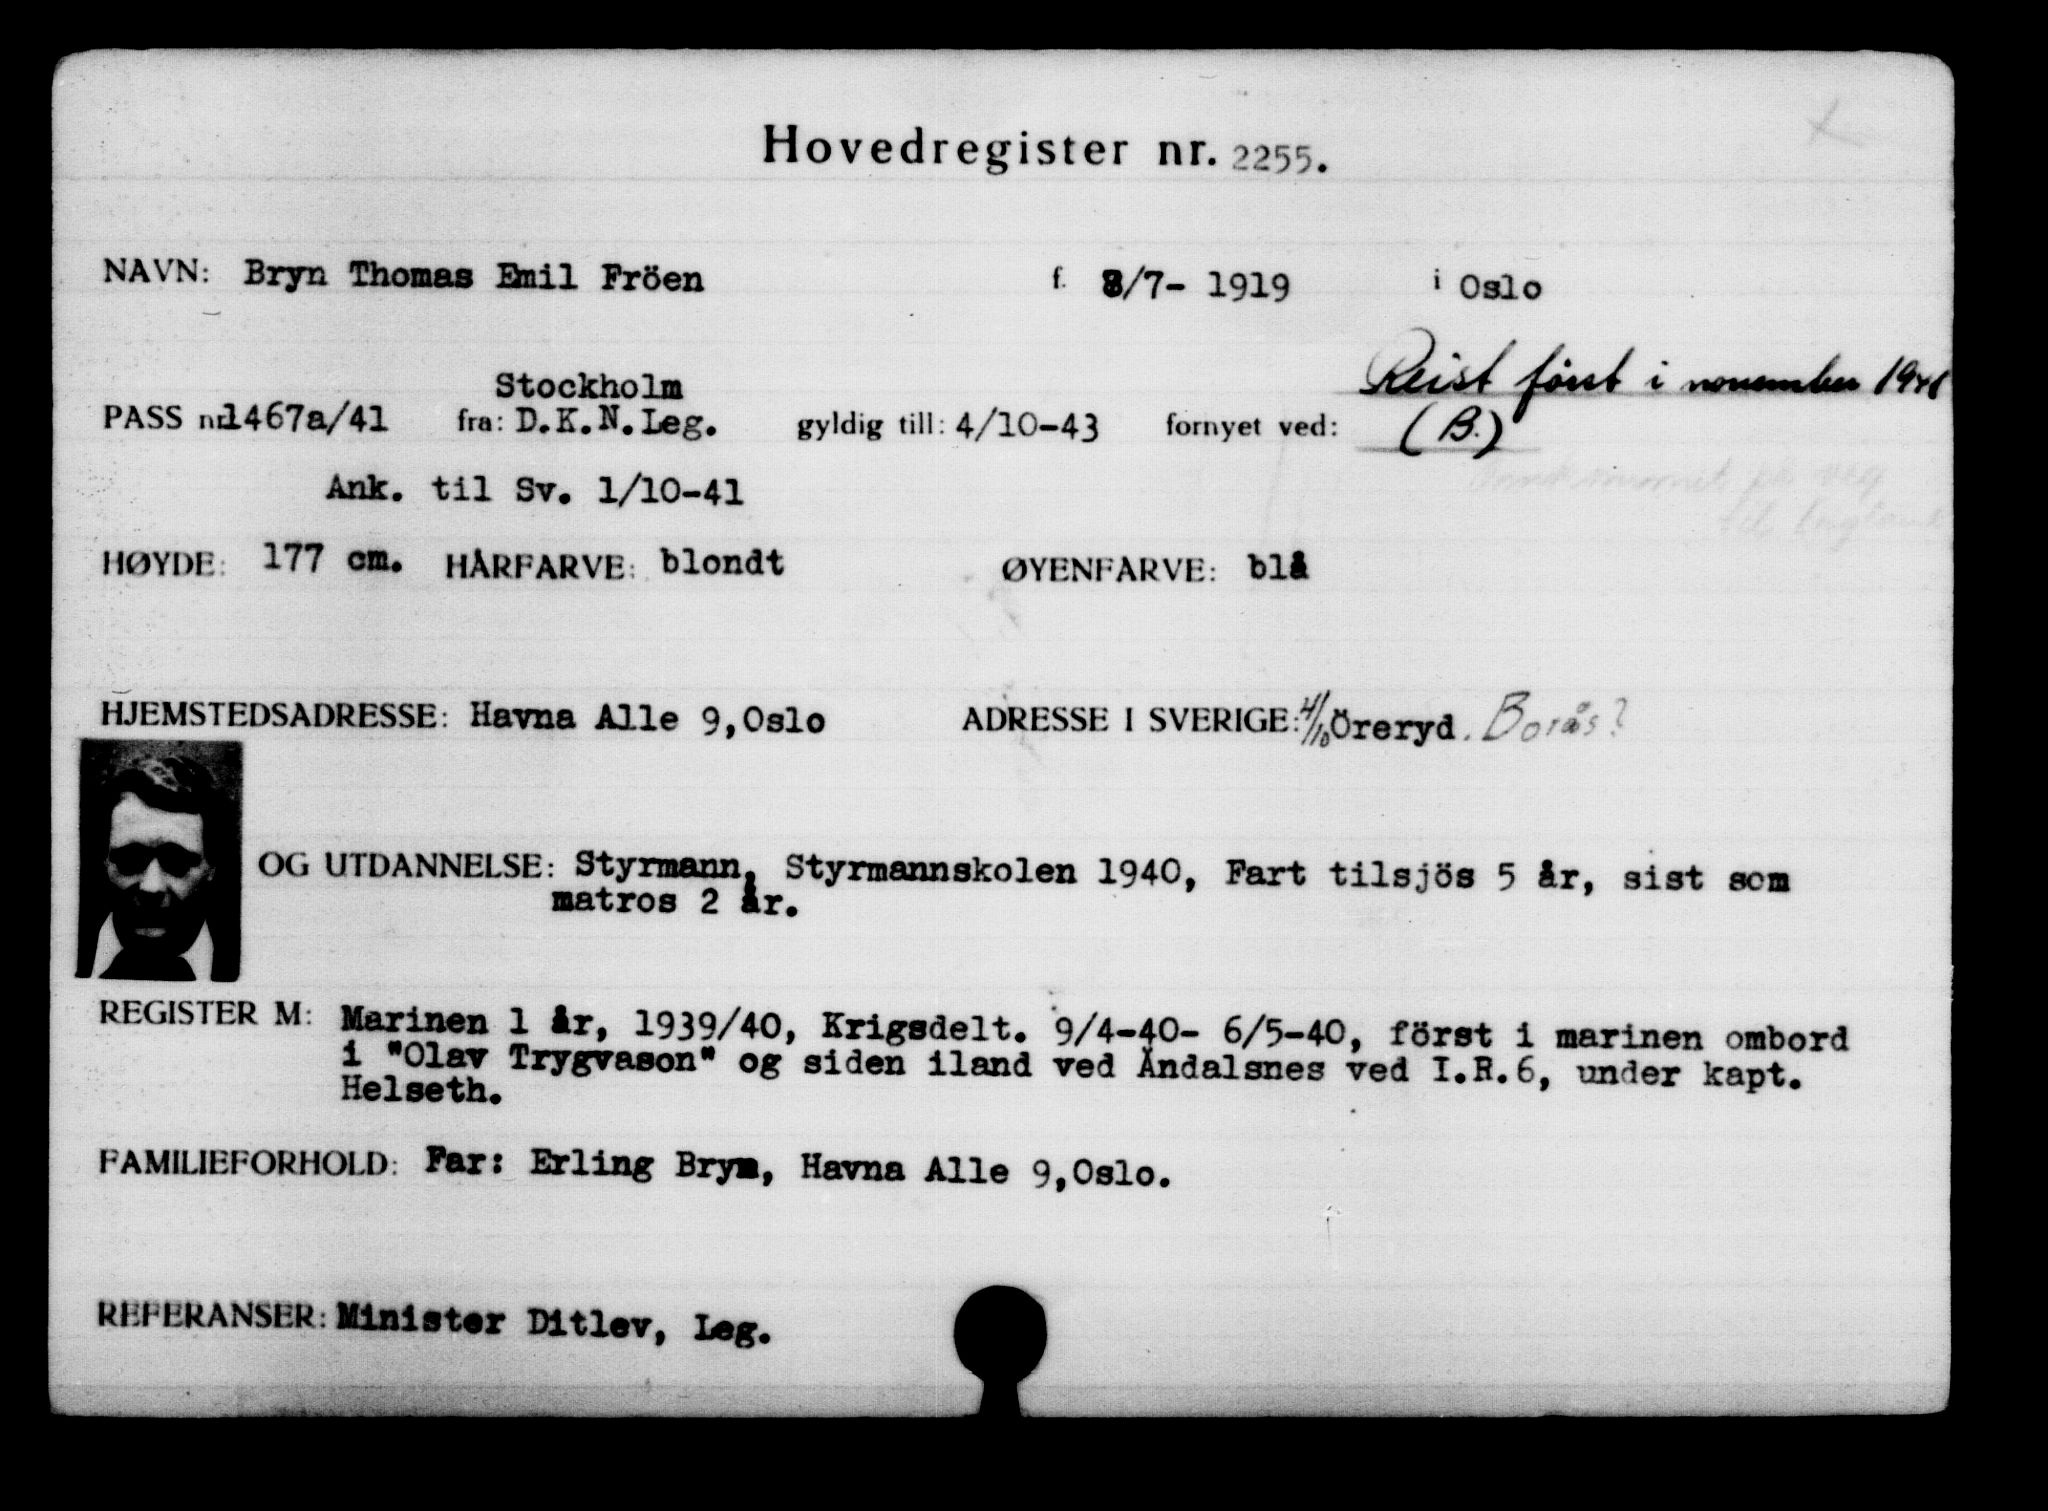 Hovedregister nr. 2255.
NAVN: Bryn Thomas Emil Fröen f. 8/7- 1919 i Oslo
Reist först i november 1941
Stockholm
PASS nr. 1467a/41 fra: D.K.N.Leg. gyldig till: 4/10-43 fornyet ved: (B.)
Ank. til Sv. 1/10-41
på veg
til England
HØYDE: 177 cm. HÅRFARVE: blondt ØYENFARVE: blå
HJEMSTEDSADRESSE: Havna Alle 9,Oslo ADRESSE I SVERIGE: 4/10 Öreryd. Borås?
OG UTDANNELSE: Styrmann, Styrmannskolen 1940, Fart tilsjös 5 år, sist som
matros 2 år.
REGISTER M: Marinen 1 år, 1939/40, Krigsdelt. 9/4-40- 6/5-40, först i marinen ombord
i "Olav Trygvason" og siden iland ved Åndalsnes ved I.R.6, under kapt.
Helseth.
FAMILIEFORHOLD: Far: Erling Bryn, Havna Alle 9,Oslo.
REFERANSER: Minister Ditlev, Leg.